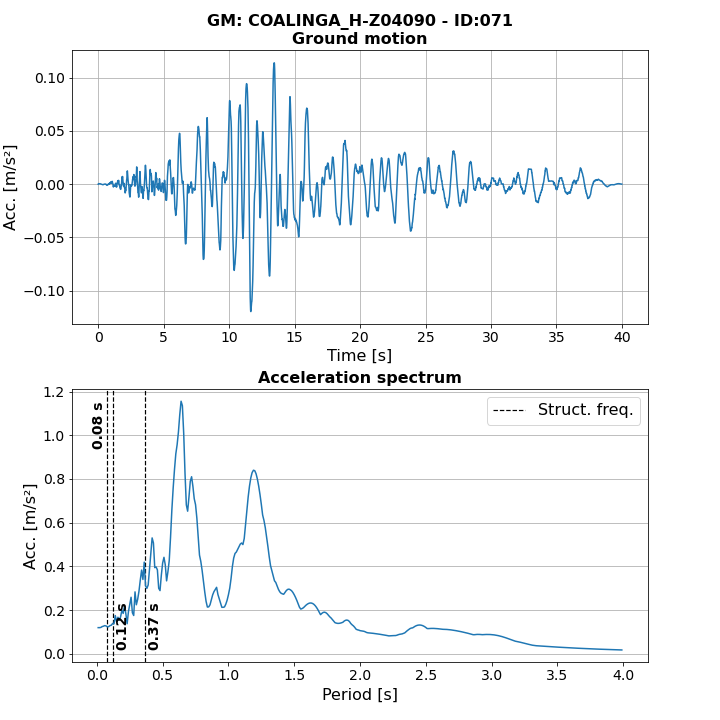 GM: COALINGA_H-Z04090 - ID:071
Ground motion
0.10
0.05
0.00
−0.05
−0.10
Acc. [m/s²]
0 5 10 15 20 25 30 35 40
Time [s]
Acceleration spectrum
1.2
1.0
0.8
0.6
0.4
0.2
0.0
Acc. [m/s²]
0.08 s
0.12 s
0.37 s
Struct. freq.
0.0 0.5 1.0 1.5 2.0 2.5 3.0 3.5 4.0
Period [s]